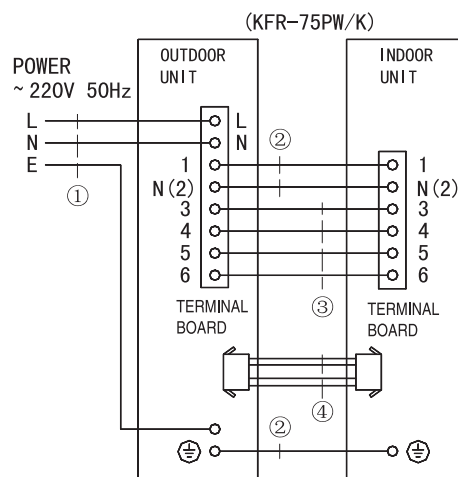 (KFR-75PW/K)
OUTDOOR
UNIT
INDOOR
UNIT
POWER
~220V 50Hz
L
L
N
N
②
E
1
1
①
N(2)
N(2)
3
3
4
4
5
5
6
6
③
TERMINAL
BOARD
TERMINAL
BOARD
④
②